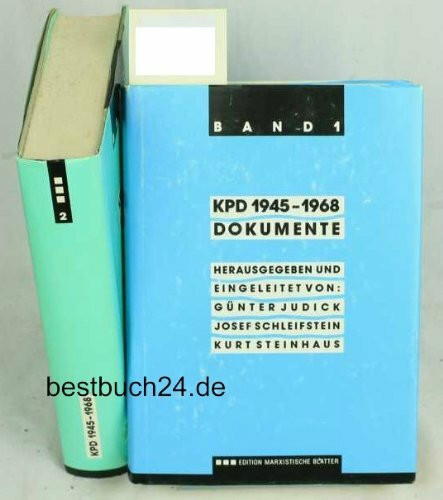 BAND 1
KPD 1945-1968
DOKUMENTE
HERAUSGEGEBEN UND
EINGELEITET VON:
GÜNTER JUDICK
JOSEF SCHLEIFSTEIN
KURT STEINHAUS
EDITION MARXISTISCHE BLÄTTER
2
KPD 1945-1968
bestbuch24.de